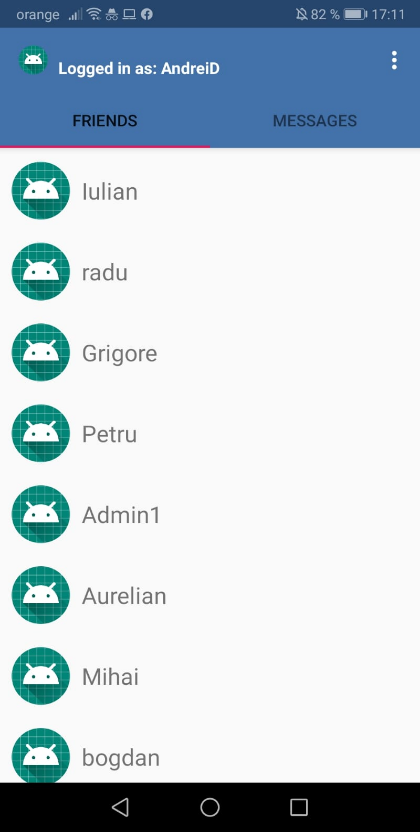 orange 82 % 17:11
Logged in as: AndreiD
FRIENDS MESSAGES
Iulian
radu
Grigore
Petru
Admin1
Aurelian
Mihai
bogdan